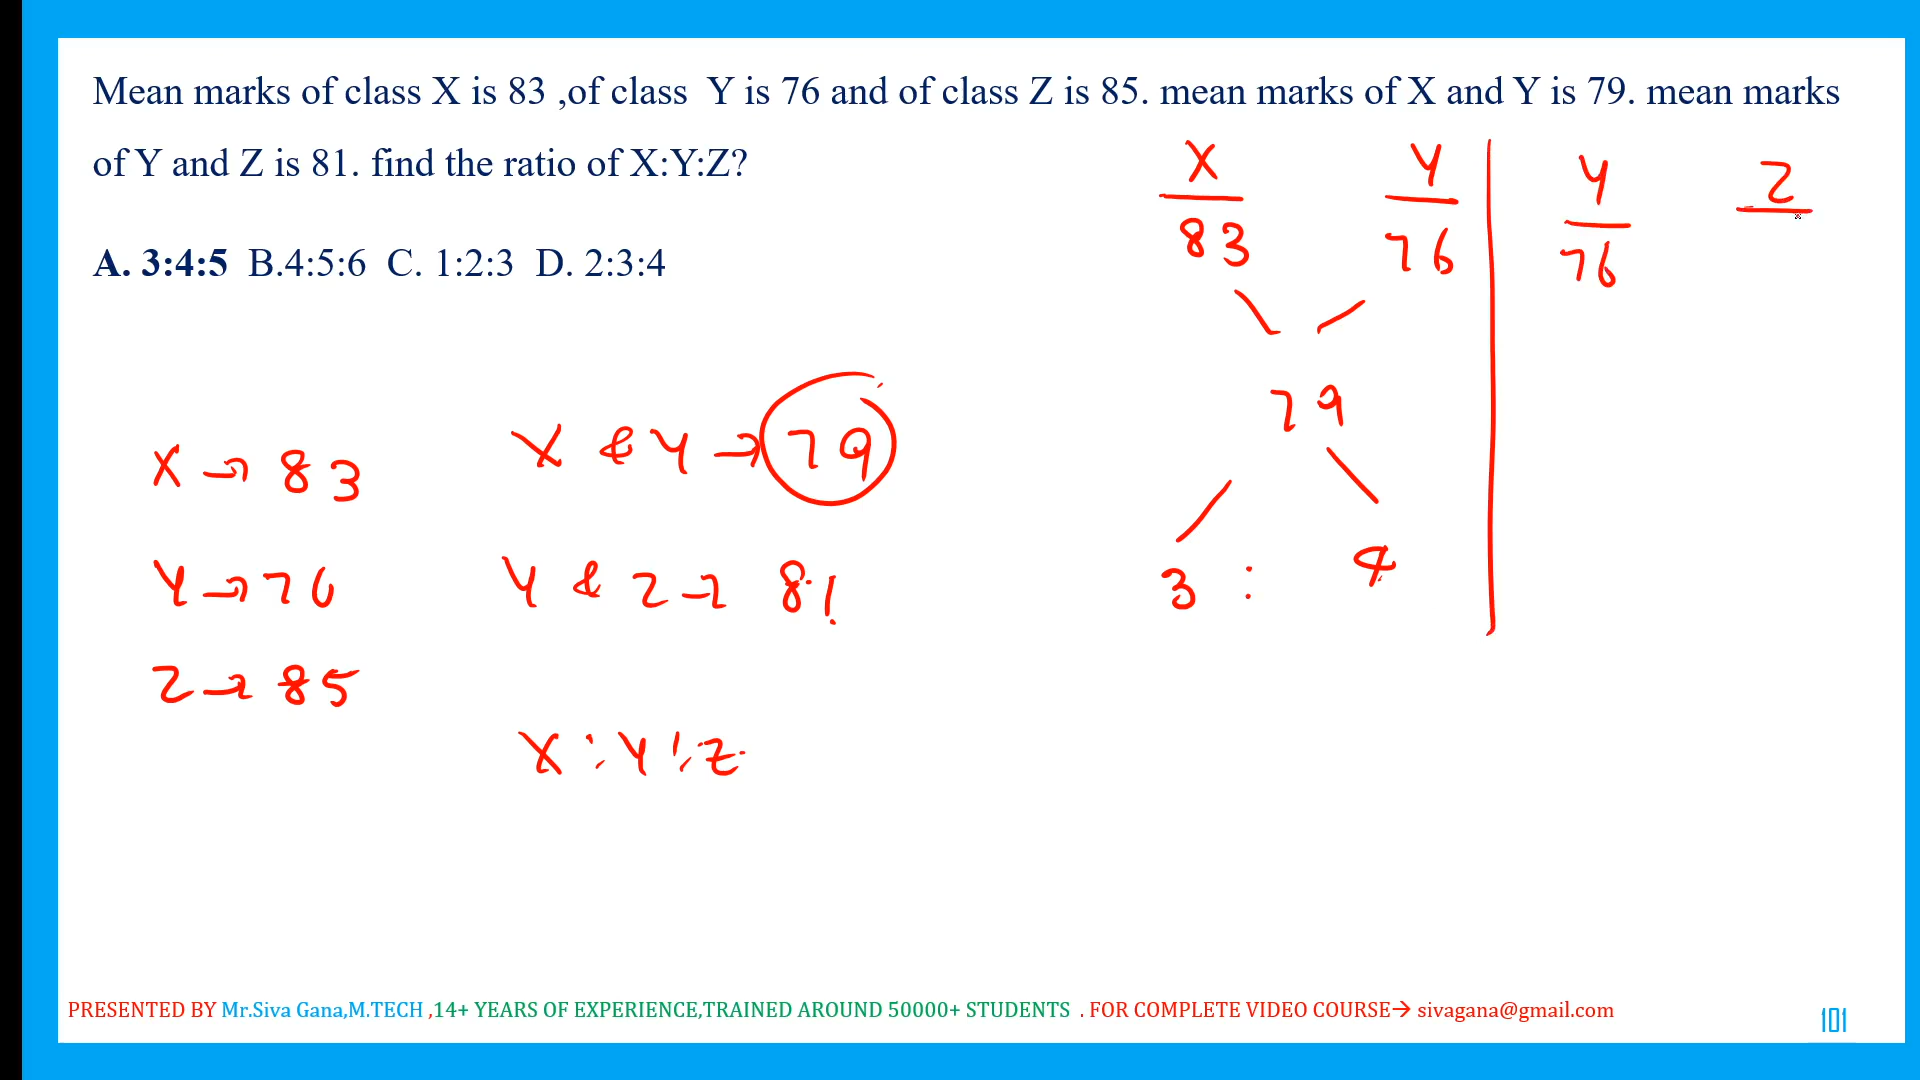 Mean marks of class X is 83 ,of class  Y is 76 and of class Z is 85. mean marks of X and Y is 79. mean marks
of Y and Z is 81. find the ratio of X:Y:Z?
A. 3:4:5  B.4:5:6  C. 1:2:3  D. 2:3:4
X Y Y Z
83 76 76
79
3 : 4
X → 83 X & Y → 79
Y → 76 Y & Z → 81
Z → 85
X : Y : Z
PRESENTED BY Mr.Siva Gana,M.TECH ,14+ YEARS OF EXPERIENCE,TRAINED AROUND 50000+ STUDENTS  . FOR COMPLETE VIDEO COURSE→ sivagana@gmail.com
101